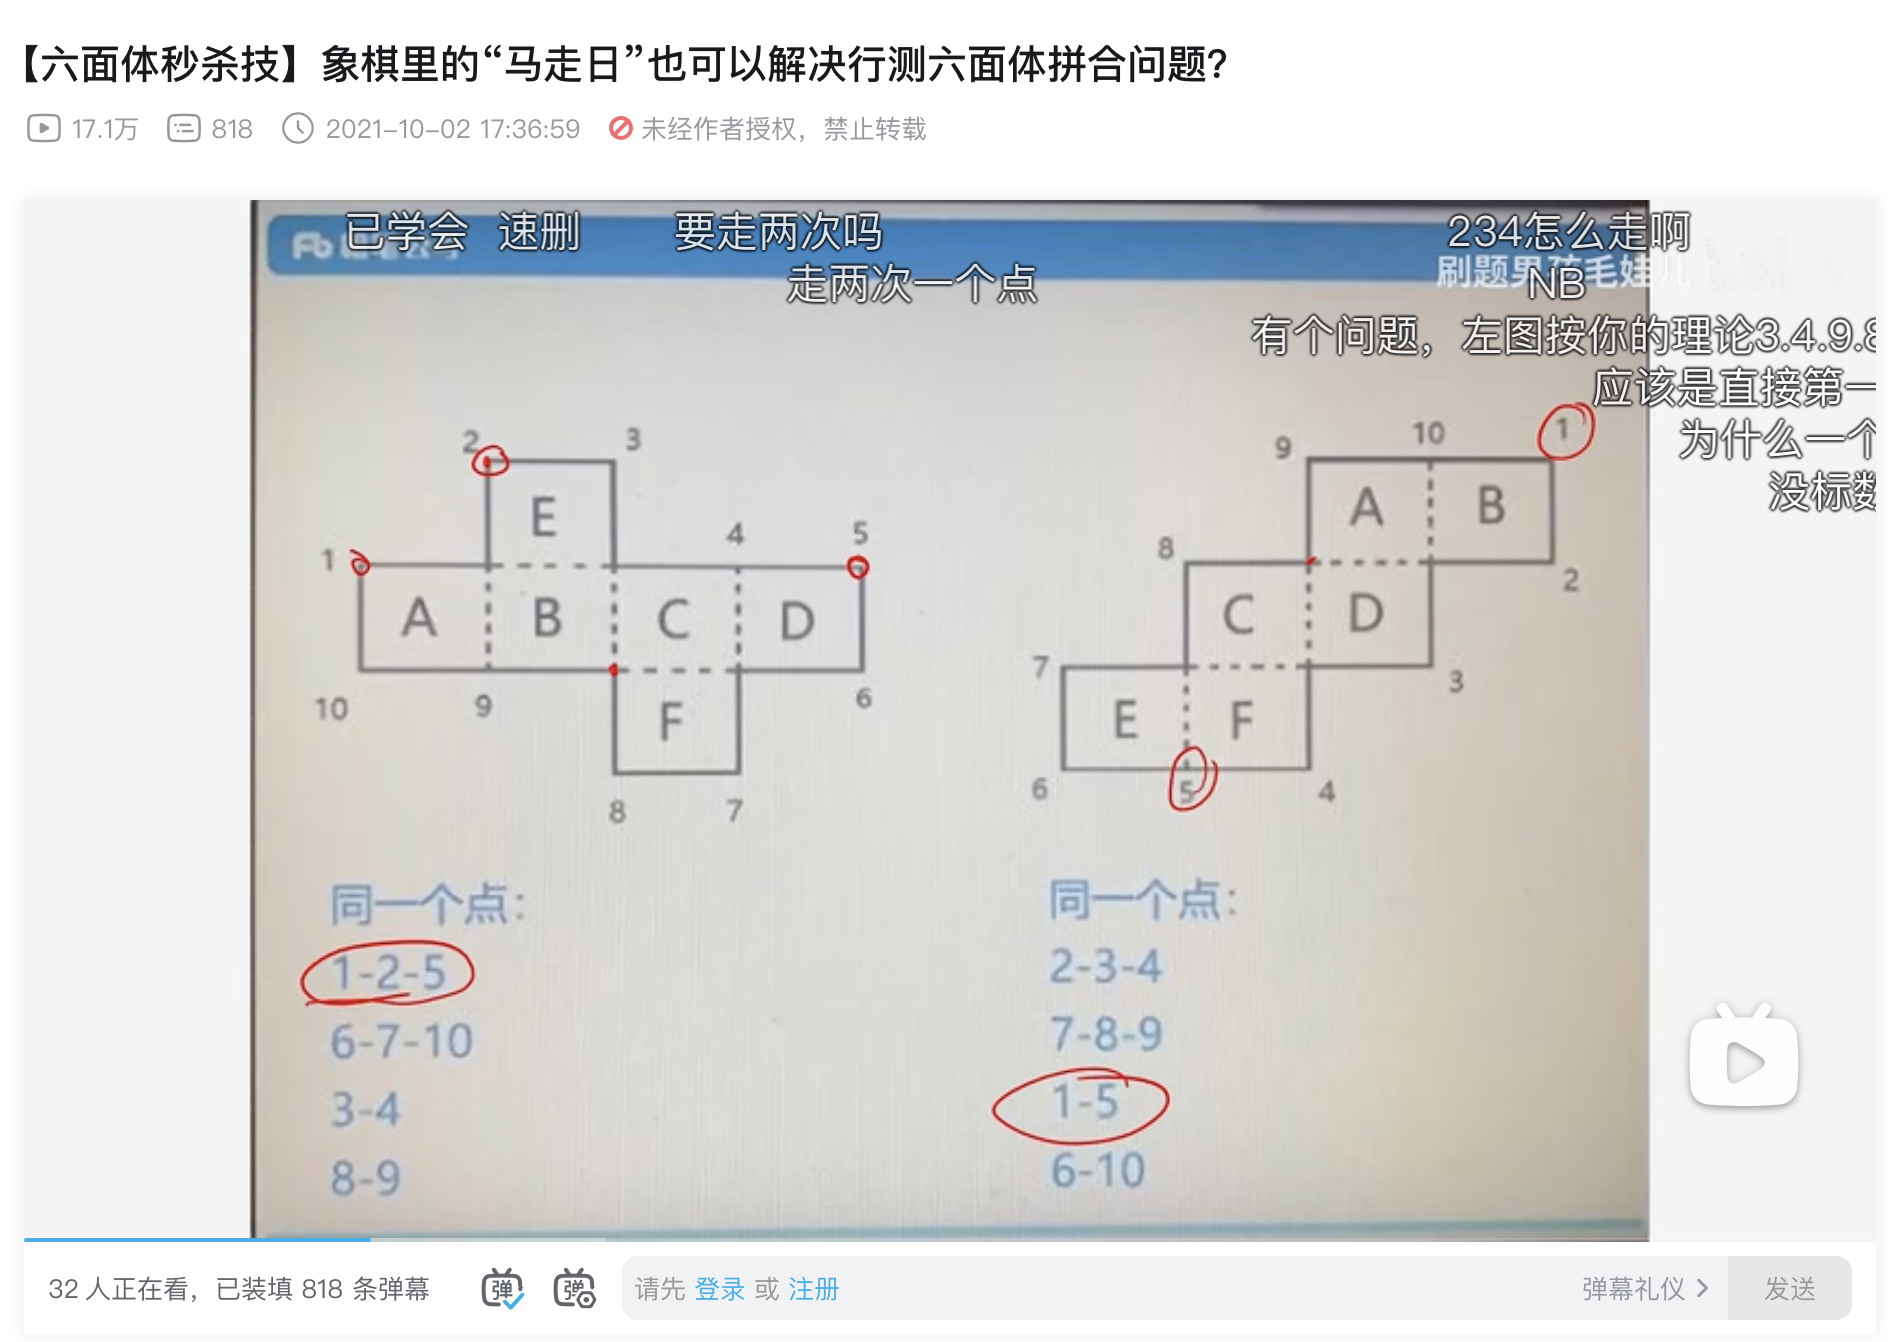 【六面体秒杀技】象棋里的“马走日”也可以解决行测六面体拼合问题?
17.1万 818 2021-10-02 17:36:59 未经作者授权，禁止转载
已学会 速删 要走两次吗 234怎么走啊
走两次一个点 NB
有个问题，左图按你的理论3.4.9.8
应该是直接第一
为什么一个
没标数
2 3
E
1 4 5
A B C D
10 9 6
F
8 7
9 10 1
A B
8 2
C D
7 3
E F
6 5 4
同一个点:
1-2-5
6-7-10
3-4
8-9
同一个点:
2-3-4
7-8-9
1-5
6-10
32 人正在看，已装填 818 条弹幕 弹 弹 请先 登录 或 注册 弹幕礼仪 > 发送